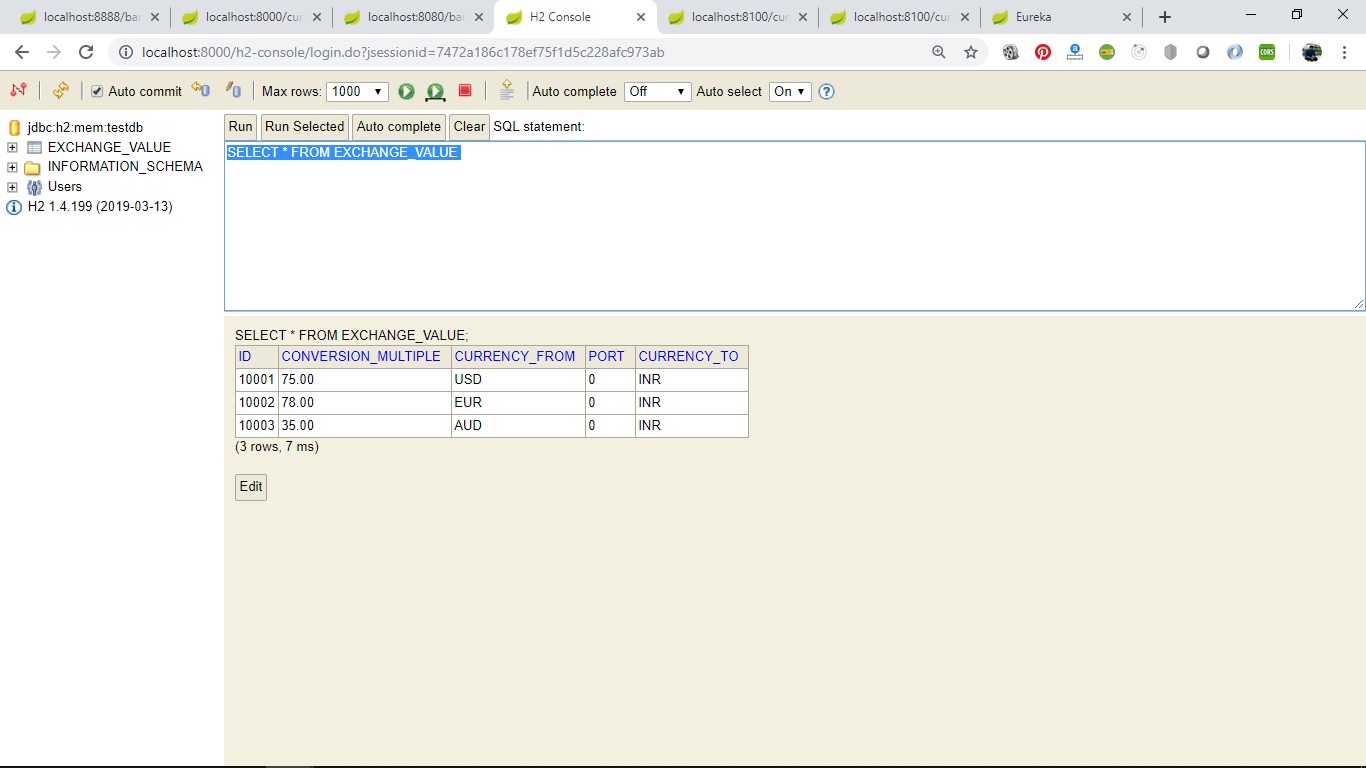 localhost:8888/bar
localhost:8000/cur
localhost:8080/bar
H2 Console
localhost:8100/cur
localhost:8100/cur
Eureka
localhost:8000/h2-console/login.do?jsessionid=7472a186c178ef75f1d5c228afc973ab
CORS
Auto commit Max rows: 1000 Auto complete Off Auto select On
jdbc:h2:mem:testdb
EXCHANGE_VALUE
INFORMATION_SCHEMA
Users
H2 1.4.199 (2019-03-13)
Run Run Selected Auto complete Clear SQL statement:
SELECT * FROM EXCHANGE_VALUE
SELECT * FROM EXCHANGE_VALUE;
ID CONVERSION_MULTIPLE CURRENCY_FROM PORT CURRENCY_TO
10001 75.00 USD 0 INR
10002 78.00 EUR 0 INR
10003 35.00 AUD 0 INR
(3 rows, 7 ms)
Edit